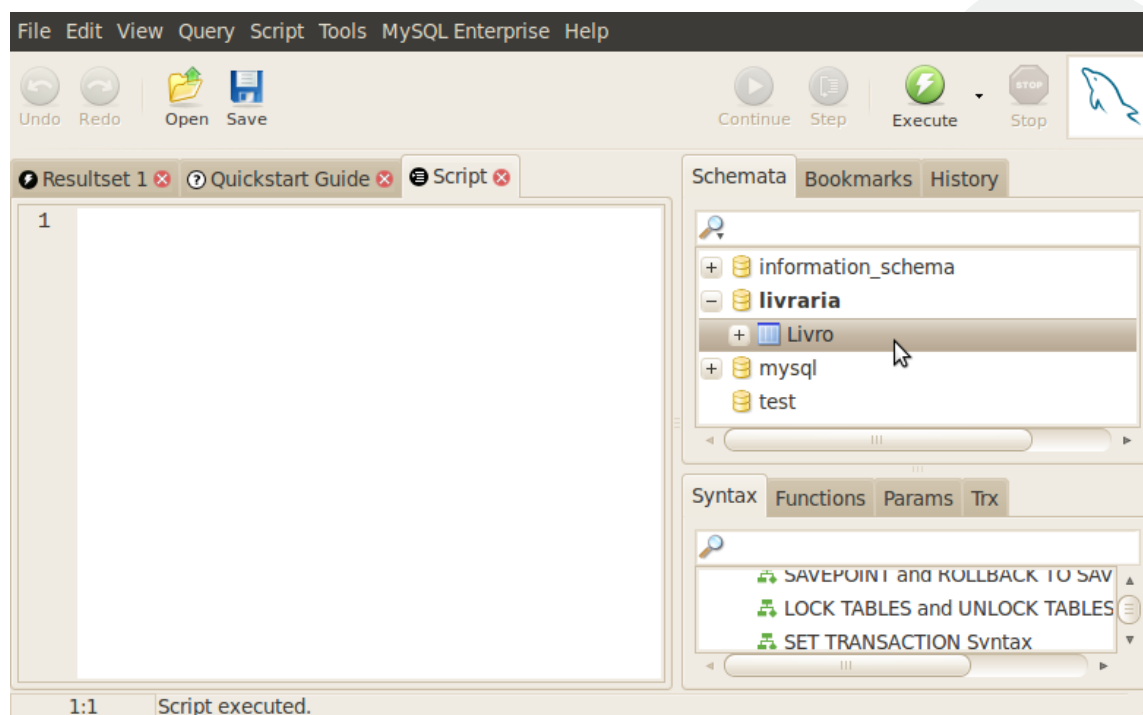 File Edit View Query Script Tools MySQL Enterprise Help
Undo Redo Open Save Continue Step Execute STOP Stop
Resultset 1 Quickstart Guide Script
1
Schemata Bookmarks History
information_schema
livraria
Livro
mysql
test
Syntax Functions Params Trx
SAVEPOINT and ROLLBACK TO SAV
LOCK TABLES and UNLOCK TABLES
SET TRANSACTION Syntax
1:1 Script executed.